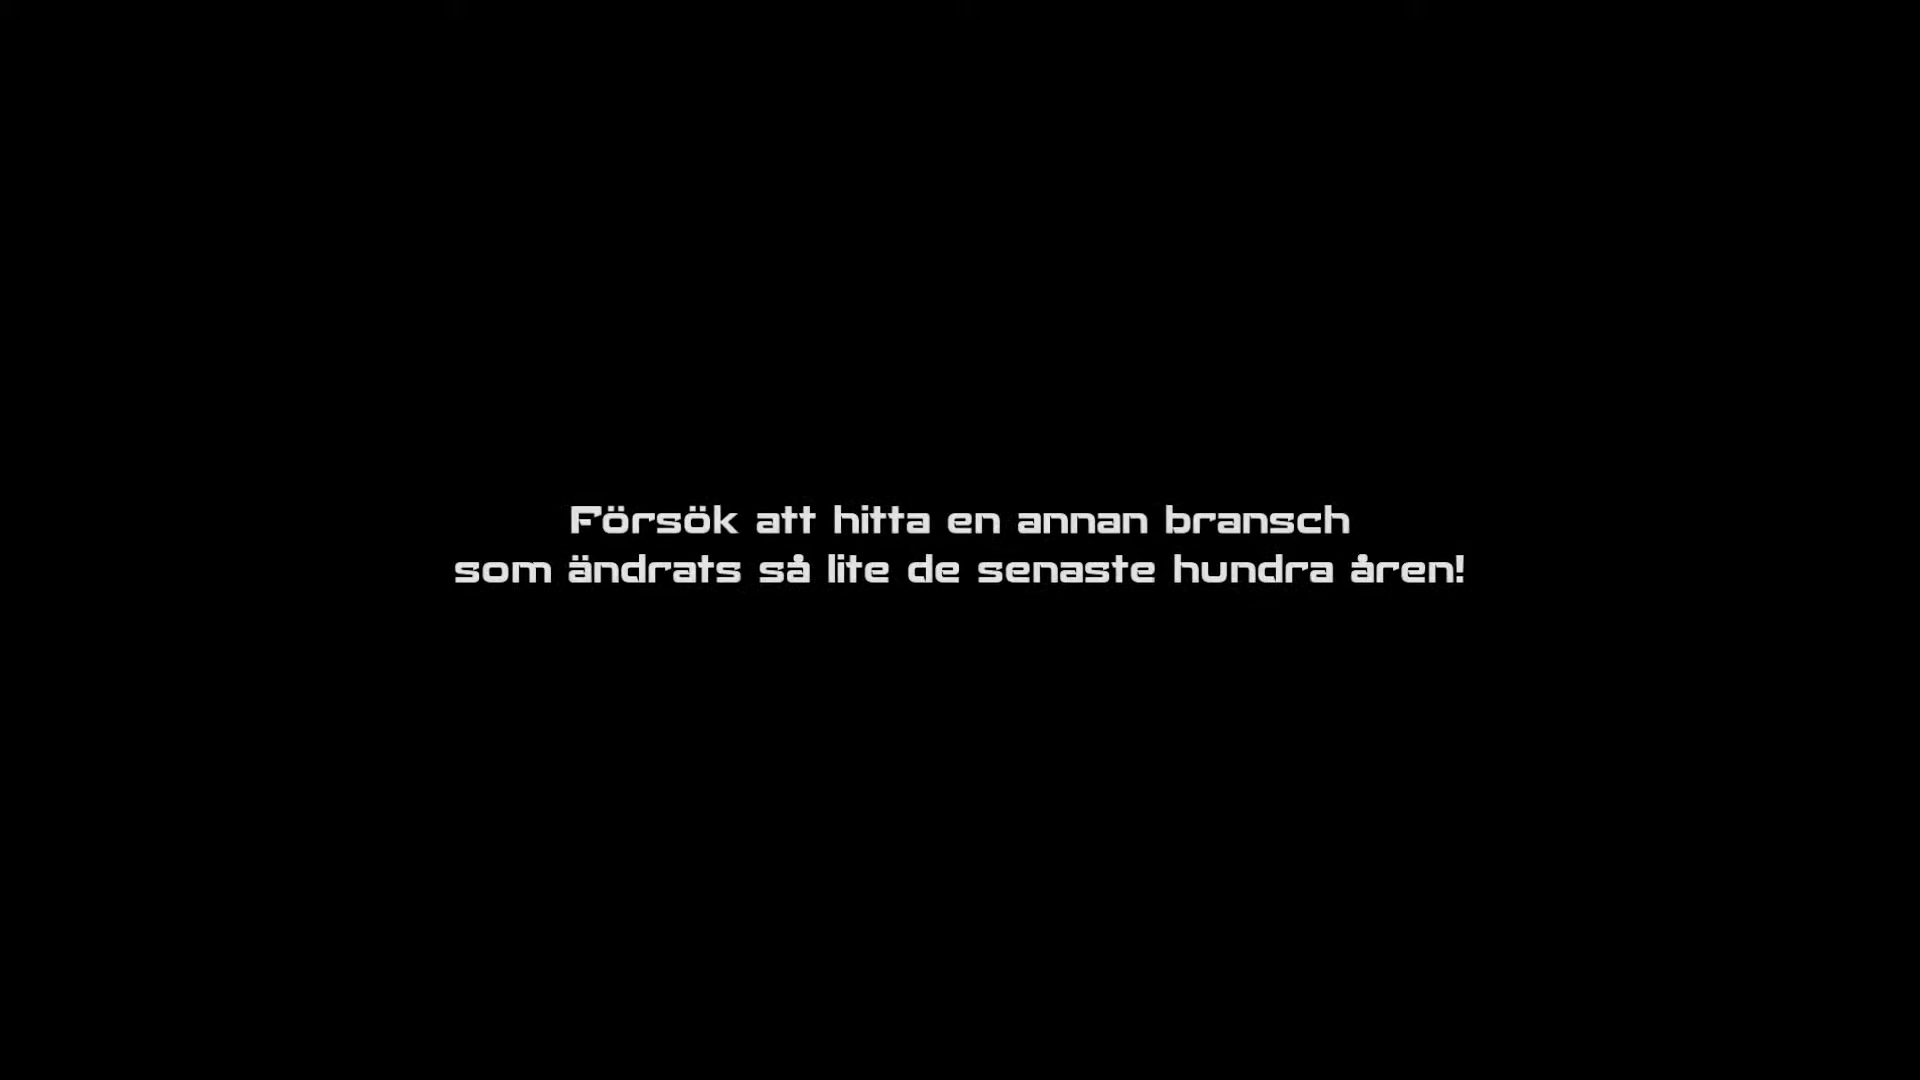 Försök att hitta en annan bransch
som ändrats så lite de senaste hundra åren!